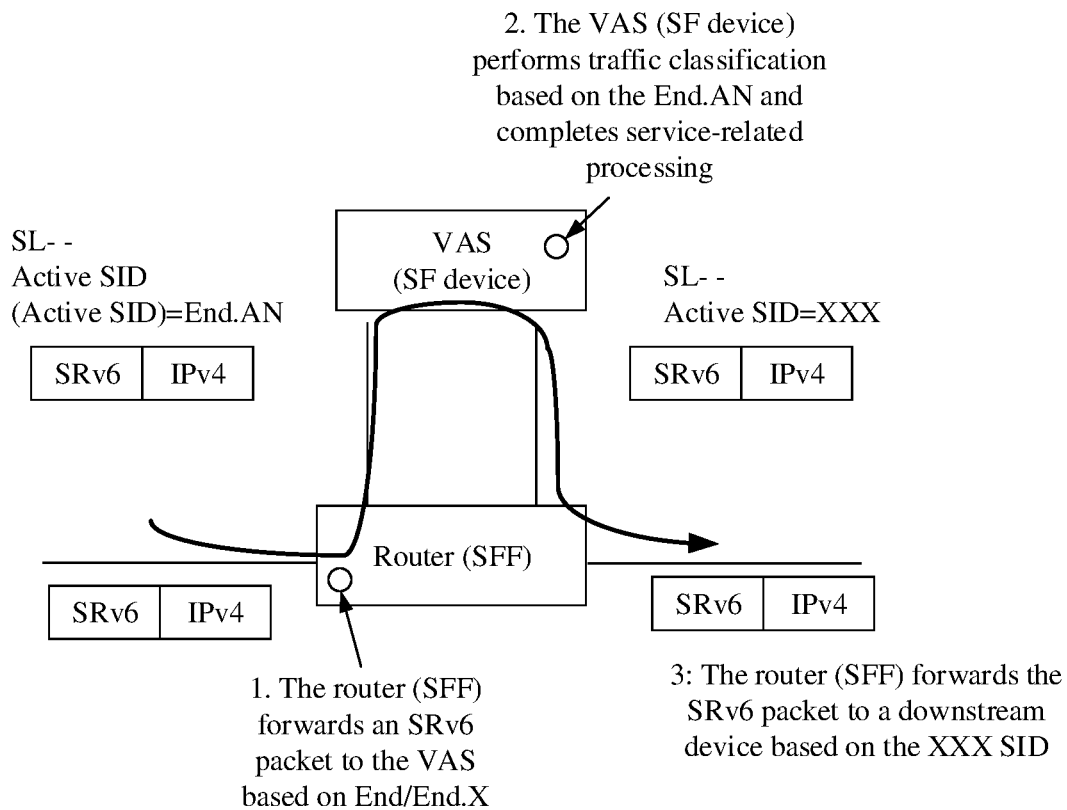 2. The VAS (SF device)
performs traffic classification
based on the End.AN and
completes service-related
processing
SL- -
Active SID
(Active SID)=End.AN
SRv6 IPv4
VAS
(SF device)
SL- -
Active SID=XXX
SRv6 IPv4
Router (SFF)
SRv6 IPv4
SRv6 IPv4
1. The router (SFF)
forwards an SRv6
packet to the VAS
based on End/End.X
3: The router (SFF) forwards the
SRv6 packet to a downstream
device based on the XXX SID